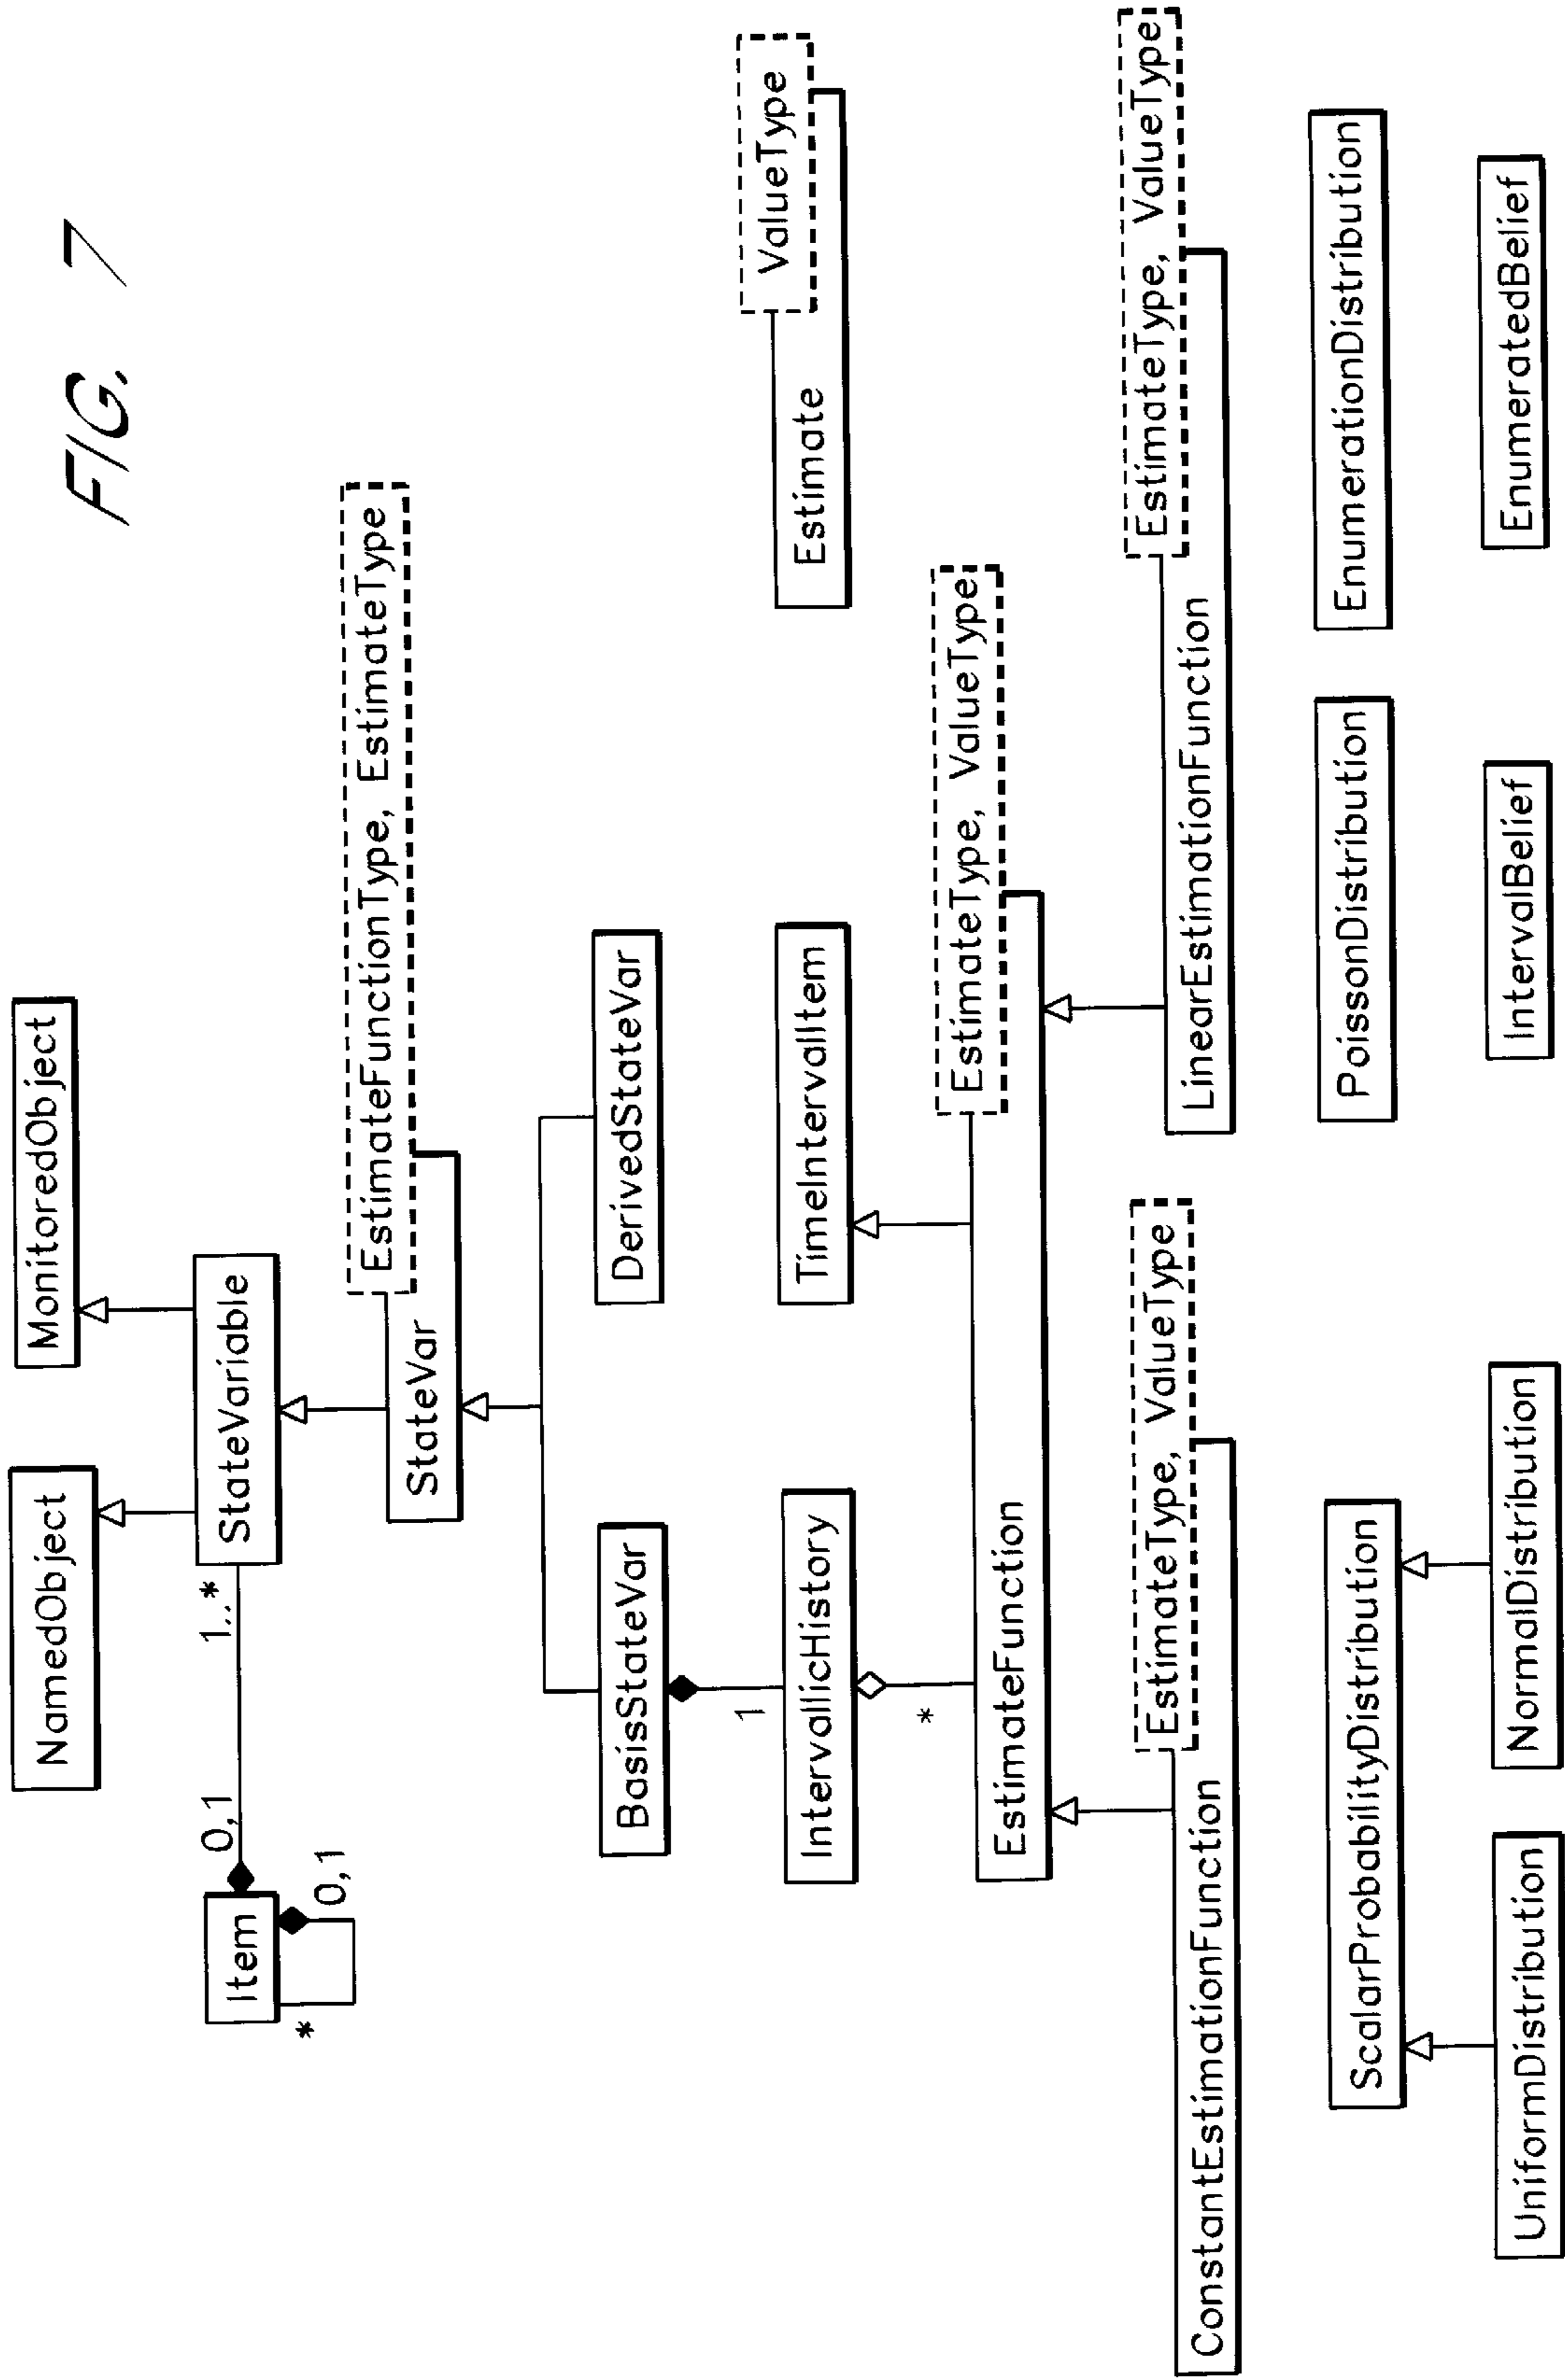 FIG. 7
NamedObject
MonitoredObject
Item
0,1
1..*
StateVariable
*
0,1
StateVar
EstimateFunctionType, EstimateType
BasisStateVar
DerivedStateVar
1
IntervallicHistory
TimeIntervalItem
Estimate
ValueType
*
EstimateFunction
EstimateType, ValueType
ConstantEstimationFunction
EstimateType, ValueType
LinearEstimationFunction
EstimateType, ValueType
ScalarProbabilityDistribution
PoissonDistribution
EnumerationDistribution
UniformDistribution
NormalDistribution
IntervalBelief
EnumeratedBelief